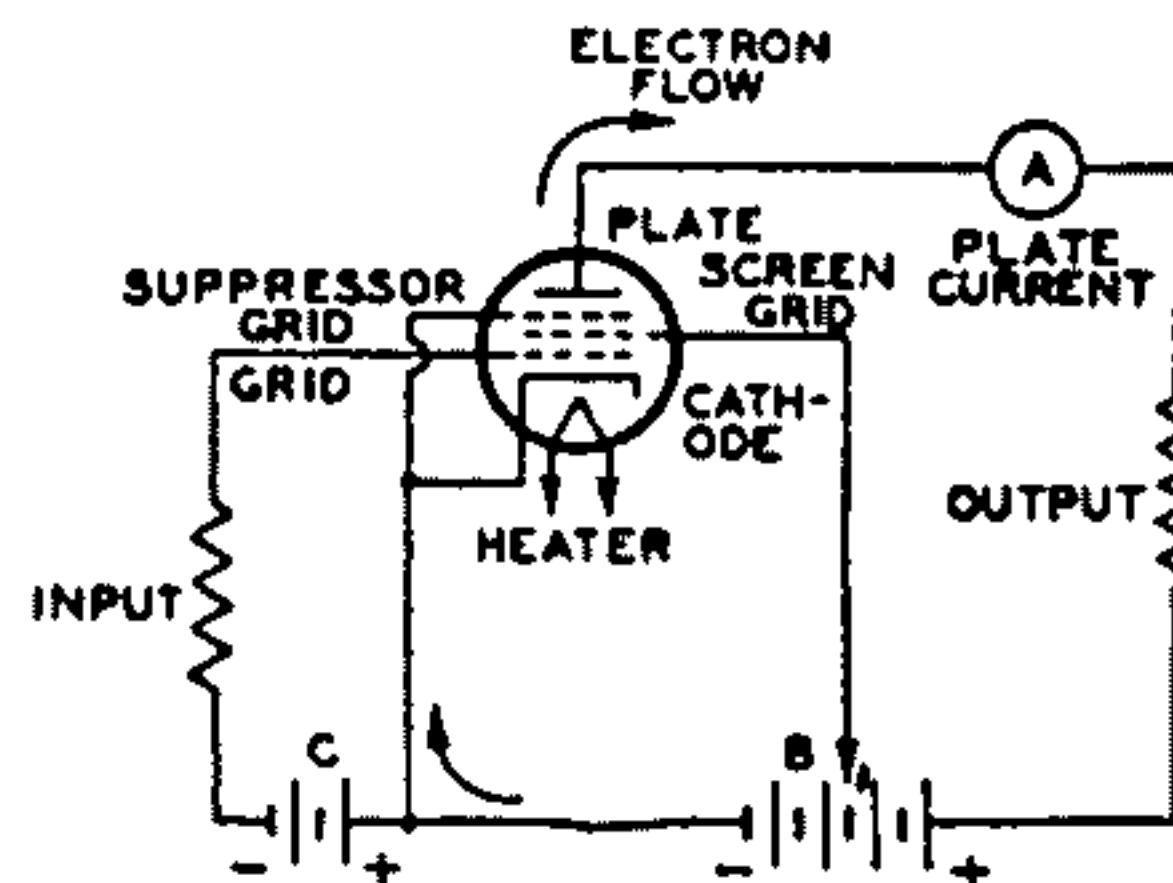 ELECTRON
FLOW
A
PLATE
PLATE
CURRENT
SCREEN
GRID
SUPPRESSOR
GRID
GRID
CATH-
ODE
HEATER
OUTPUT
INPUT
C
B
- +
- +